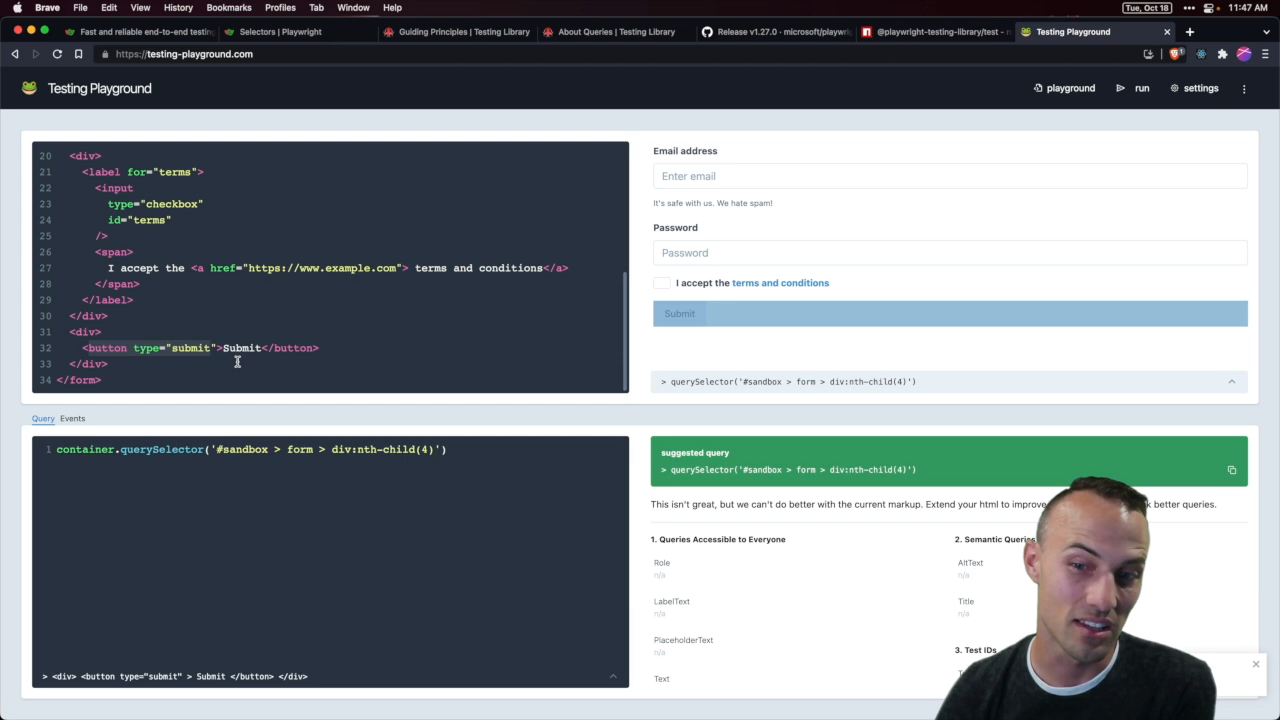 Brave File Edit View History Bookmarks Profiles Tab Window Help Tue, Oct 18 11:47 AM
Fast and reliable end-to-end testing Selectors | Playwright Guiding Principles | Testing Library About Queries | Testing Library Release v1.27.0 · microsoft/playwrig @playwright-testing-library/test - n Testing Playground
https://testing-playground.com
Testing Playground playground run settings
20 <div>
21 <label for="terms">
22 <input
23 type="checkbox"
24 id="terms"
25 />
26 <span>
27 I accept the <a href="https://www.example.com"> terms and conditions</a>
28 </span>
29 </label>
30 </div>
31 <div>
32 <button type="submit">Submit</button>
33 </div>
34 </form>
Email address
Enter email
It's safe with us. We hate spam!
Password
Password
I accept the terms and conditions
Submit
> querySelector('#sandbox > form > div:nth-child(4)')
Query Events
1 container.querySelector('#sandbox > form > div:nth-child(4)')
> <div> <button type="submit" > Submit </button> </div>
suggested query
> querySelector('#sandbox > form > div:nth-child(4)')
This isn't great, but we can't do better with the current markup. Extend your html to improve better queries.
1. Queries Accessible to Everyone
Role
n/a
LabelText
n/a
PlaceholderText
n/a
Text
2. Semantic Queries
AltText
n/a
Title
n/a
3. Test IDs